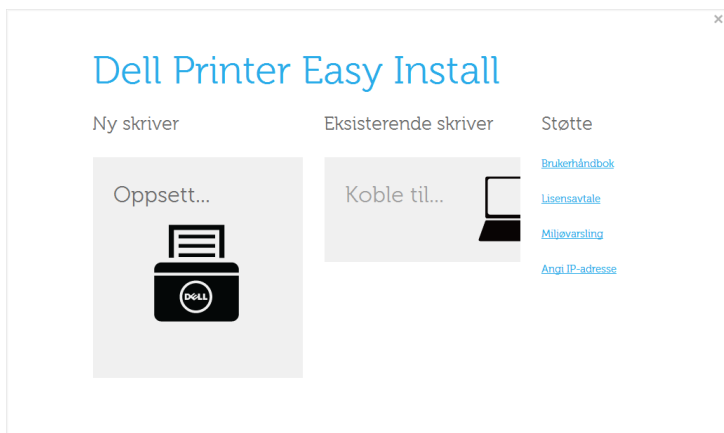 ×
Dell Printer Easy Install
Ny skriver
Oppsett...
DELL
Eksisterende skriver
Koble til...
Støtte
Brukerhåndbok
Lisensavtale
Miljøvarsling
Angi IP-adresse